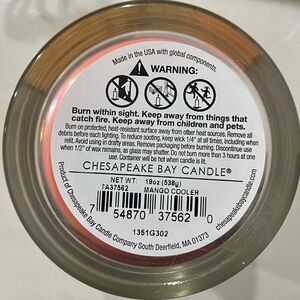 Made in the USA with global components.
WARNING:
Burn within sight. Keep away from things that
catch fire. Keep away from children and pets.
Burn on protected, heat-resistant surface away from other heat sources. Remove all
debris before each lighting. To reduce sooting, keep wick 1/4" at all times, including when
relit. Avoid using in drafty areas. Remove packaging before burning. Discontinue use
when 1/2" of wax remains, as glass may shatter. Do not burn more than 3 hours at one
use. Container will be hot when candle is lit.
CHESAPEAKE BAY CANDLE®
NET WT 19oz (538g)
7A37562 MANGO COOLER
7 54870 37562 0
1351G302
Product of Chesapeake Bay Candle Company South Deerfield, MA 01373
chesapeakebaycandle.com